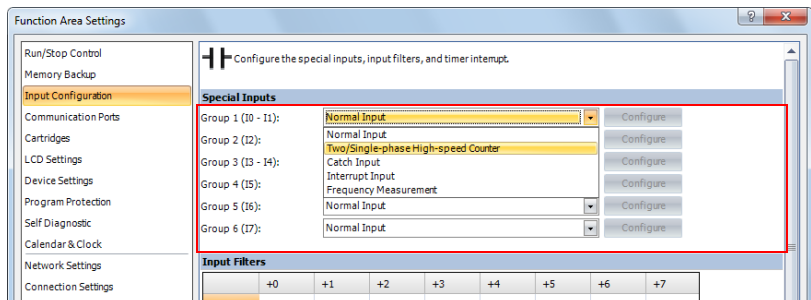 Function Area Settings
Run/Stop Control
Memory Backup
Input Configuration
Communication Ports
Cartridges
LCD Settings
Device Settings
Program Protection
Self Diagnostic
Calendar & Clock
Network Settings
Connection Settings
Configure the special inputs, input filters, and timer interrupt.
Special Inputs
Group 1 (I0 - I1): Normal Input Configure
Group 2 (I2): Normal Input Configure
Two/Single-phase High-speed Counter
Group 3 (I3 - I4): Catch Input Configure
Interrupt Input
Group 4 (I5): Frequency Measurement Configure
Group 5 (I6): Normal Input Configure
Group 6 (I7): Normal Input Configure
Input Filters
+0 +1 +2 +3 +4 +5 +6 +7